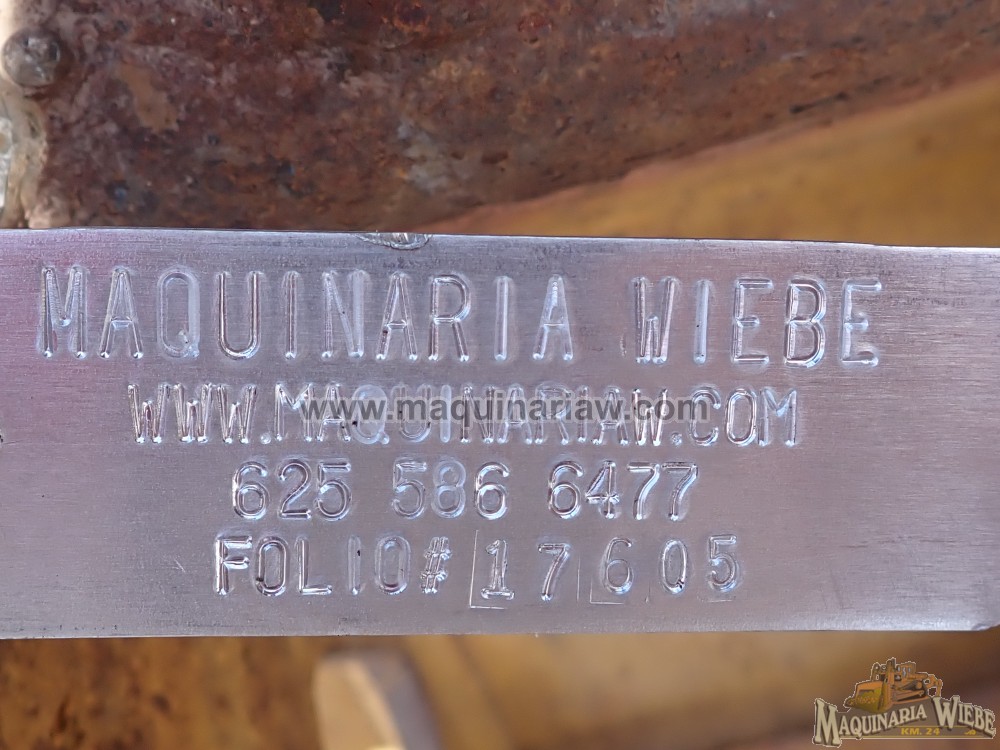 MAQUINARIA WIEBE
WWW.MAQUINARIAW.COM
www.maquinariaw.com
625 586 6477
FOLIO# 17605
MAQUINARIA WIEBE
KM. 24